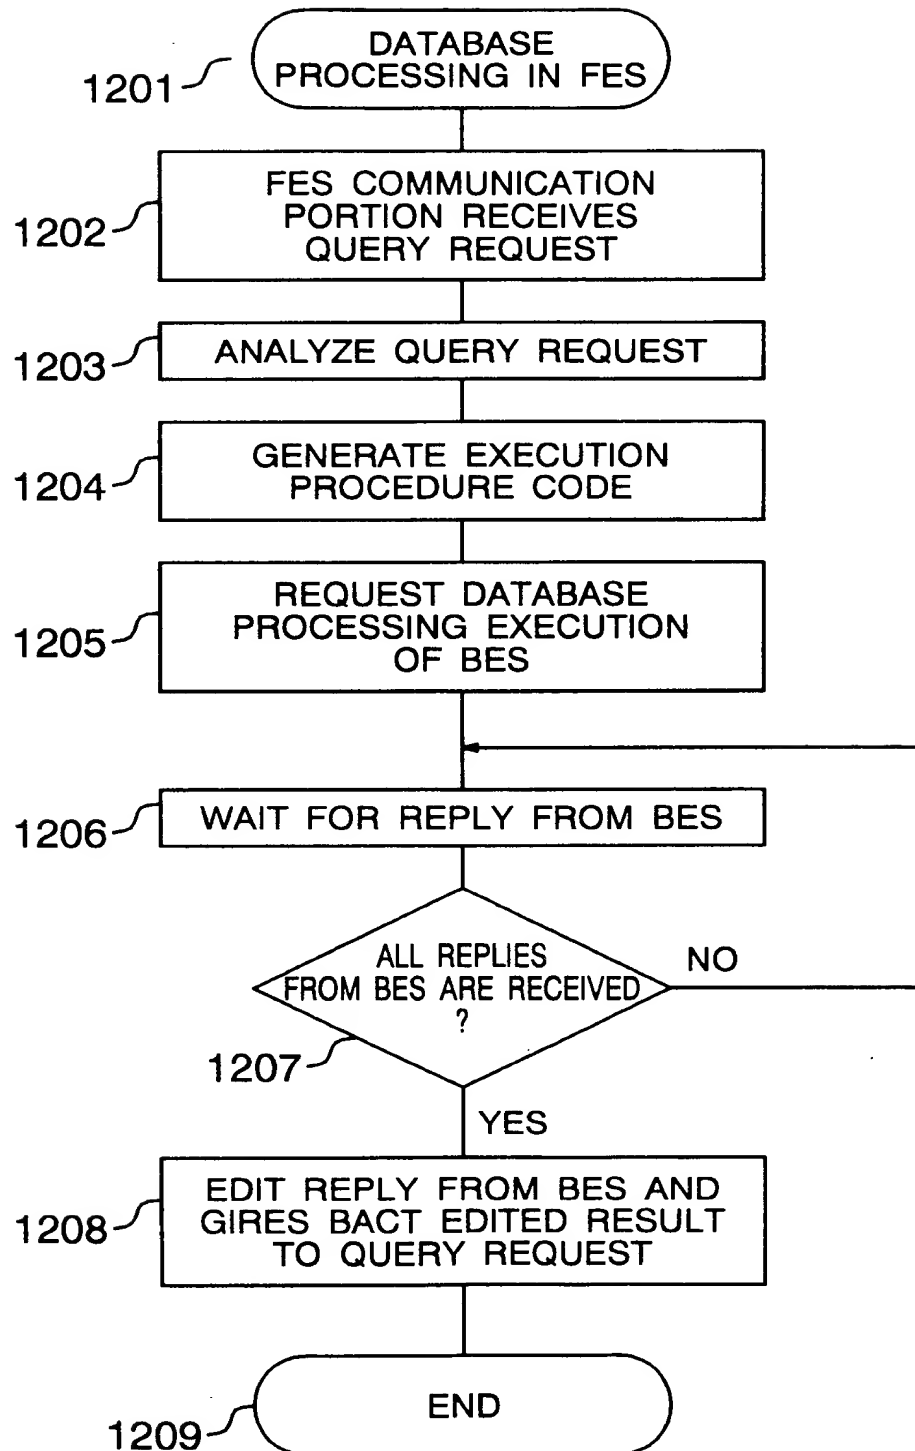 DATABASE
PROCESSING IN FES
1201
FES COMMUNICATION
PORTION RECEIVES
QUERY REQUEST
1202
ANALYZE QUERY REQUEST
1203
GENERATE EXECUTION
PROCEDURE CODE
1204
REQUEST DATABASE
PROCESSING EXECUTION
OF BES
1205
WAIT FOR REPLY FROM BES
1206
ALL REPLIES
FROM BES ARE RECEIVED
?
NO
1207
YES
EDIT REPLY FROM BES AND
GIRES BACT EDITED RESULT
TO QUERY REQUEST
1208
END
1209